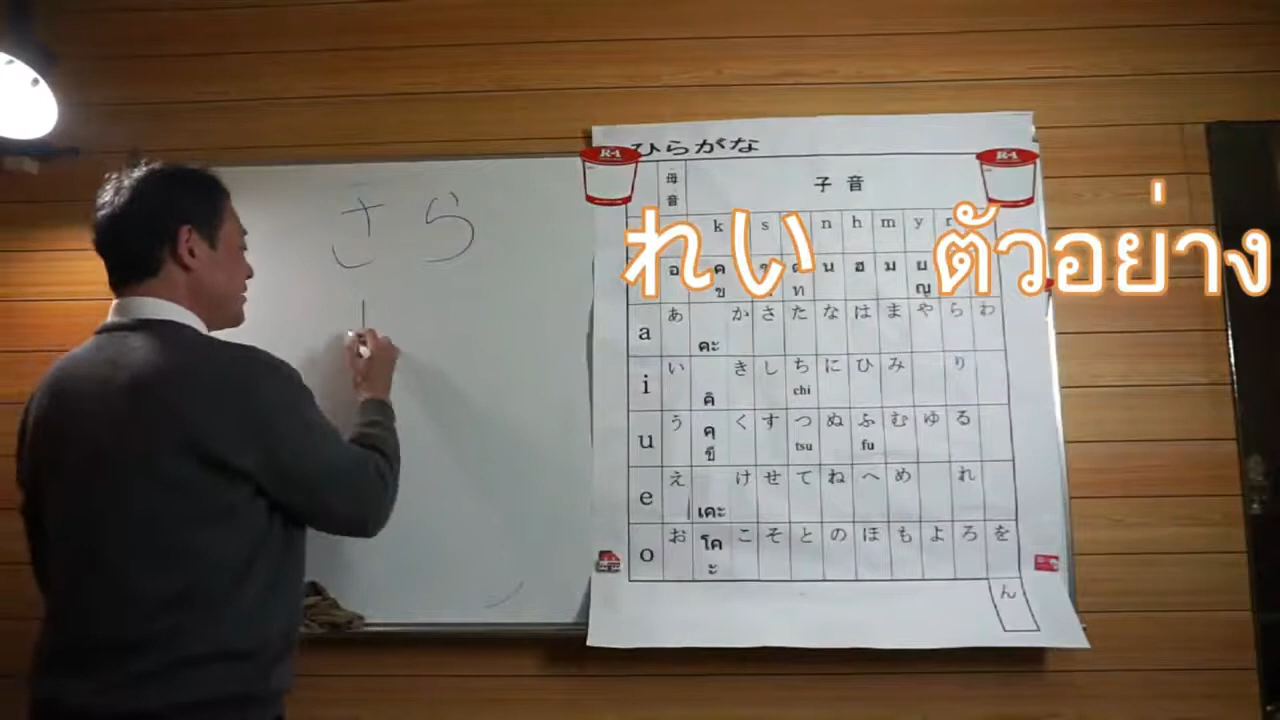 さら
ひらがな
R-1
R-1
れい ตัวอย่าง
母音
子音
k s n h m y r
อ ค น ฮ ม ย
ข ท ญ
a あ か さ た な は ま や ら わ
คะ
i い き し ち に ひ み り
คิ chi
u う く す つ ぬ ふ む ゆ る
คุ ขึ tsu fu
e え け せ て ね へ め れ
เคะ
o お こ そ と の ほ も よ ろ を
โคะ
ん